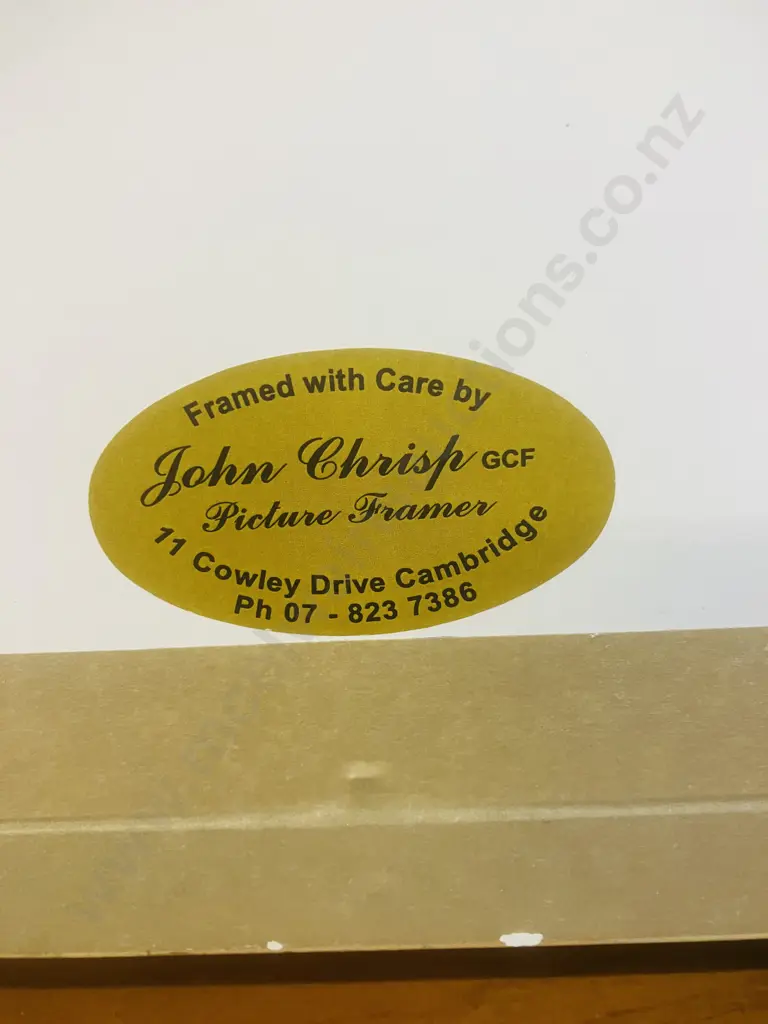 Framed with Care by
John Chrisp GCF
Picture Framer
11 Cowley Drive Cambridge
Ph 07 - 823 7386